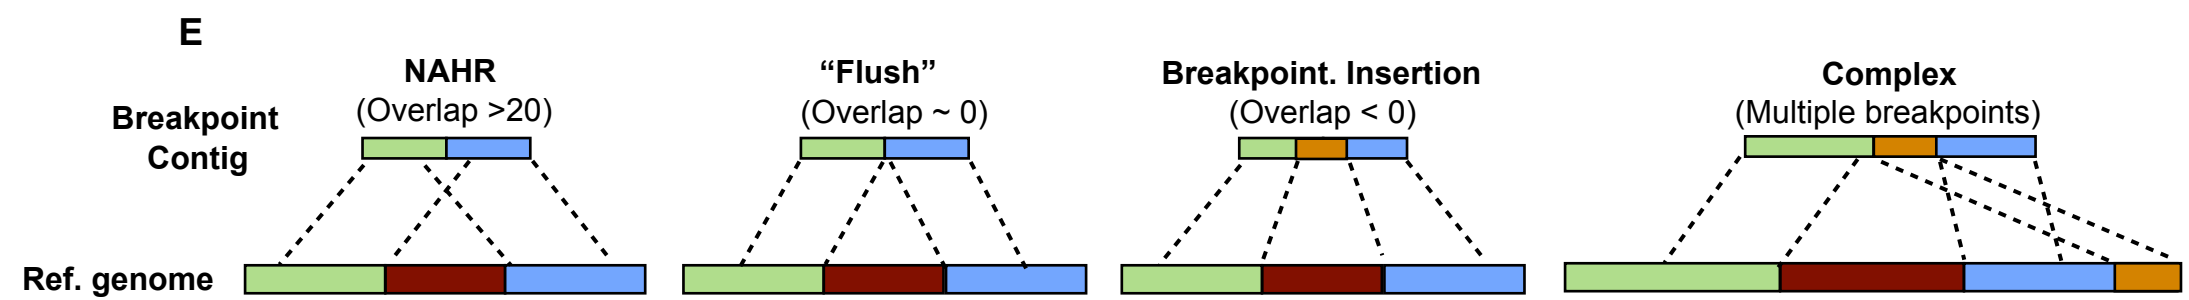 E
NAHR
(Overlap >20)
“Flush”
(Overlap ~ 0)
Breakpoint. Insertion
(Overlap < 0)
Complex
(Multiple breakpoints)
Breakpoint
Contig
Ref. genome